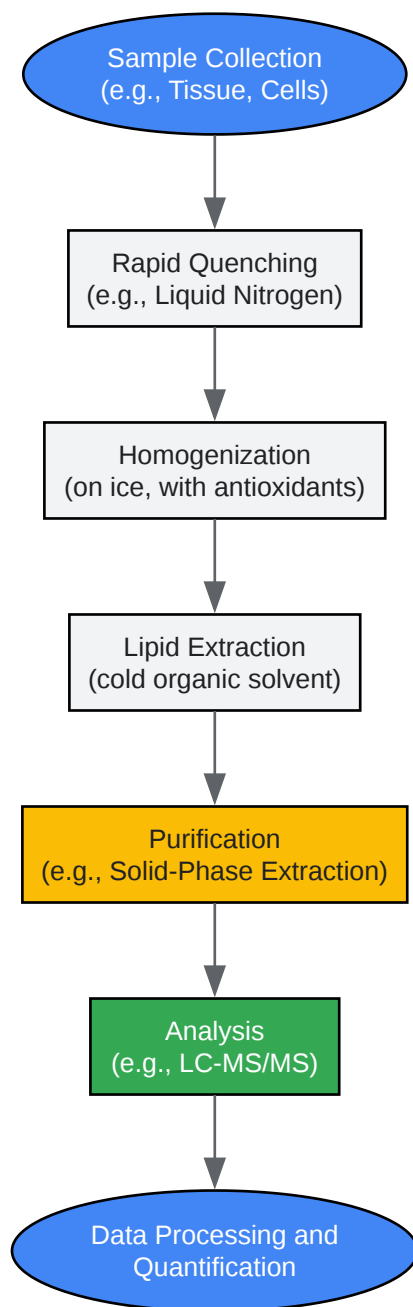 Sample Collection
(e.g., Tissue, Cells)
Rapid Quenching
(e.g., Liquid Nitrogen)
Homogenization
(on ice, with antioxidants)
Lipid Extraction
(cold organic solvent)
Purification
(e.g., Solid-Phase Extraction)
Analysis
(e.g., LC-MS/MS)
Data Processing and
Quantification